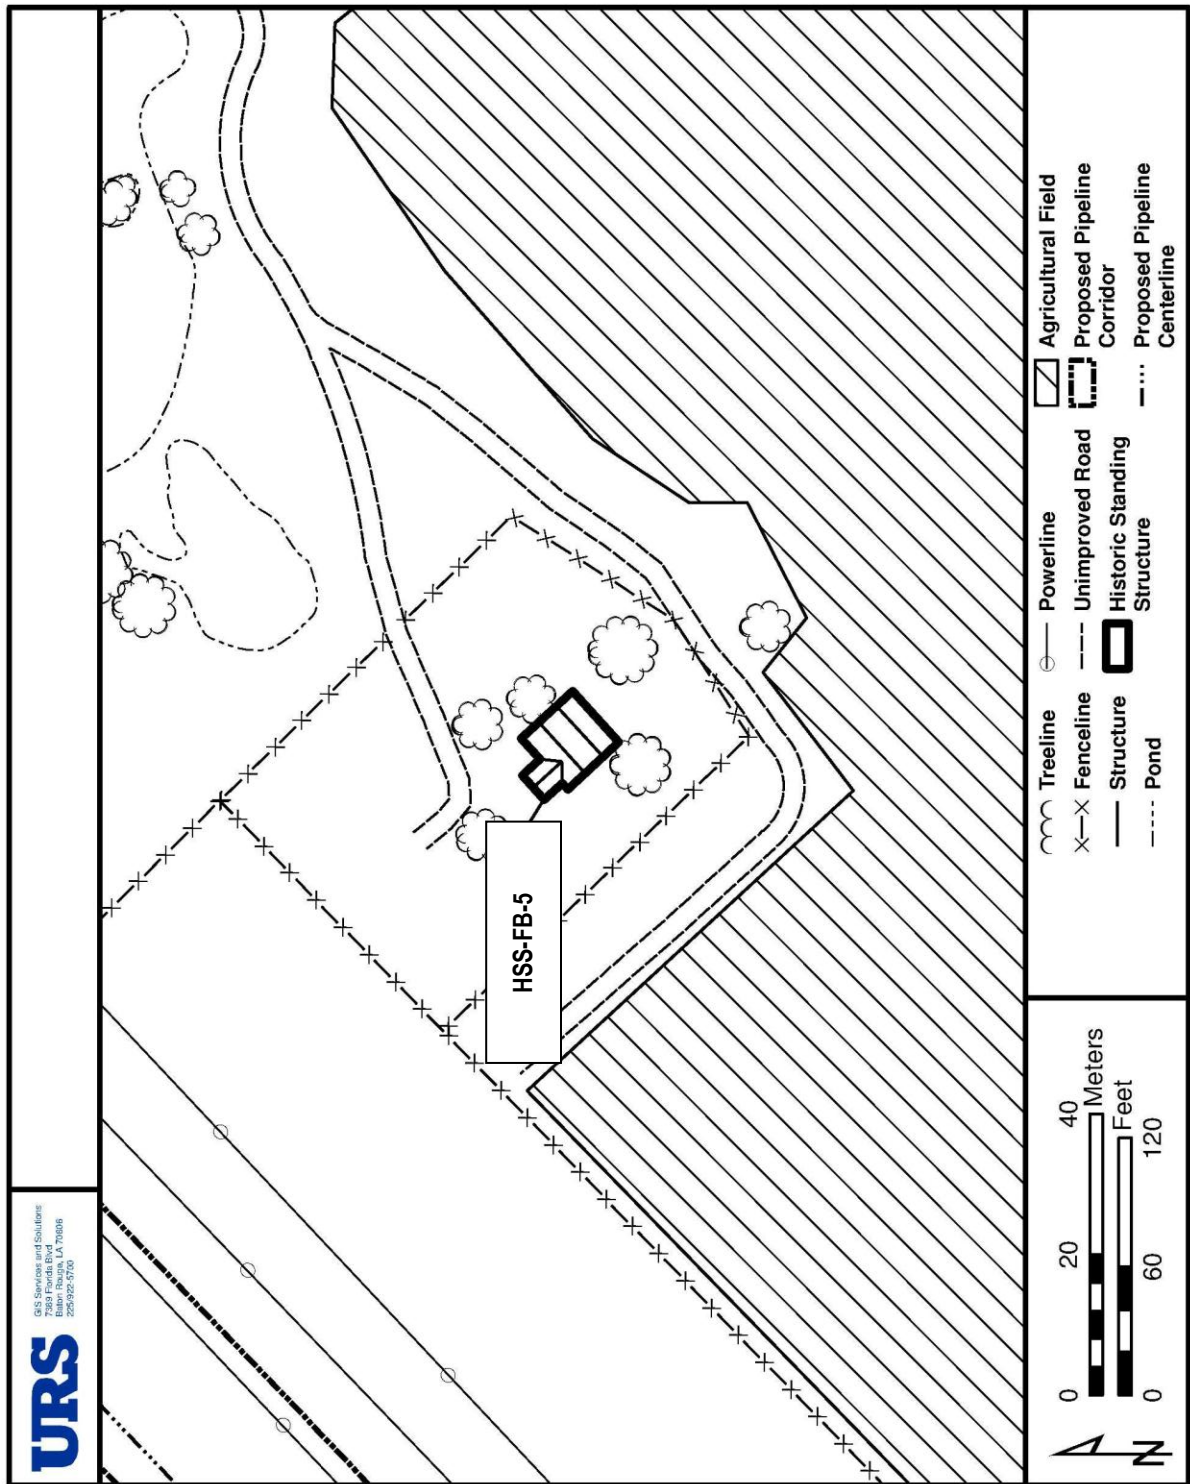 URS
GIS Services and Solutions
7389 Florida Blvd
Baton Rouge, LA 70806
225/922-5700
HSS-FB-5
N
0 20 40
Meters
Feet
0 60 120
Treeline
Fenceline
Structure
Pond
Powerline
Unimproved Road
Historic Standing
Structure
Agricultural Field
Proposed Pipeline
Corridor
Proposed Pipeline
Centerline